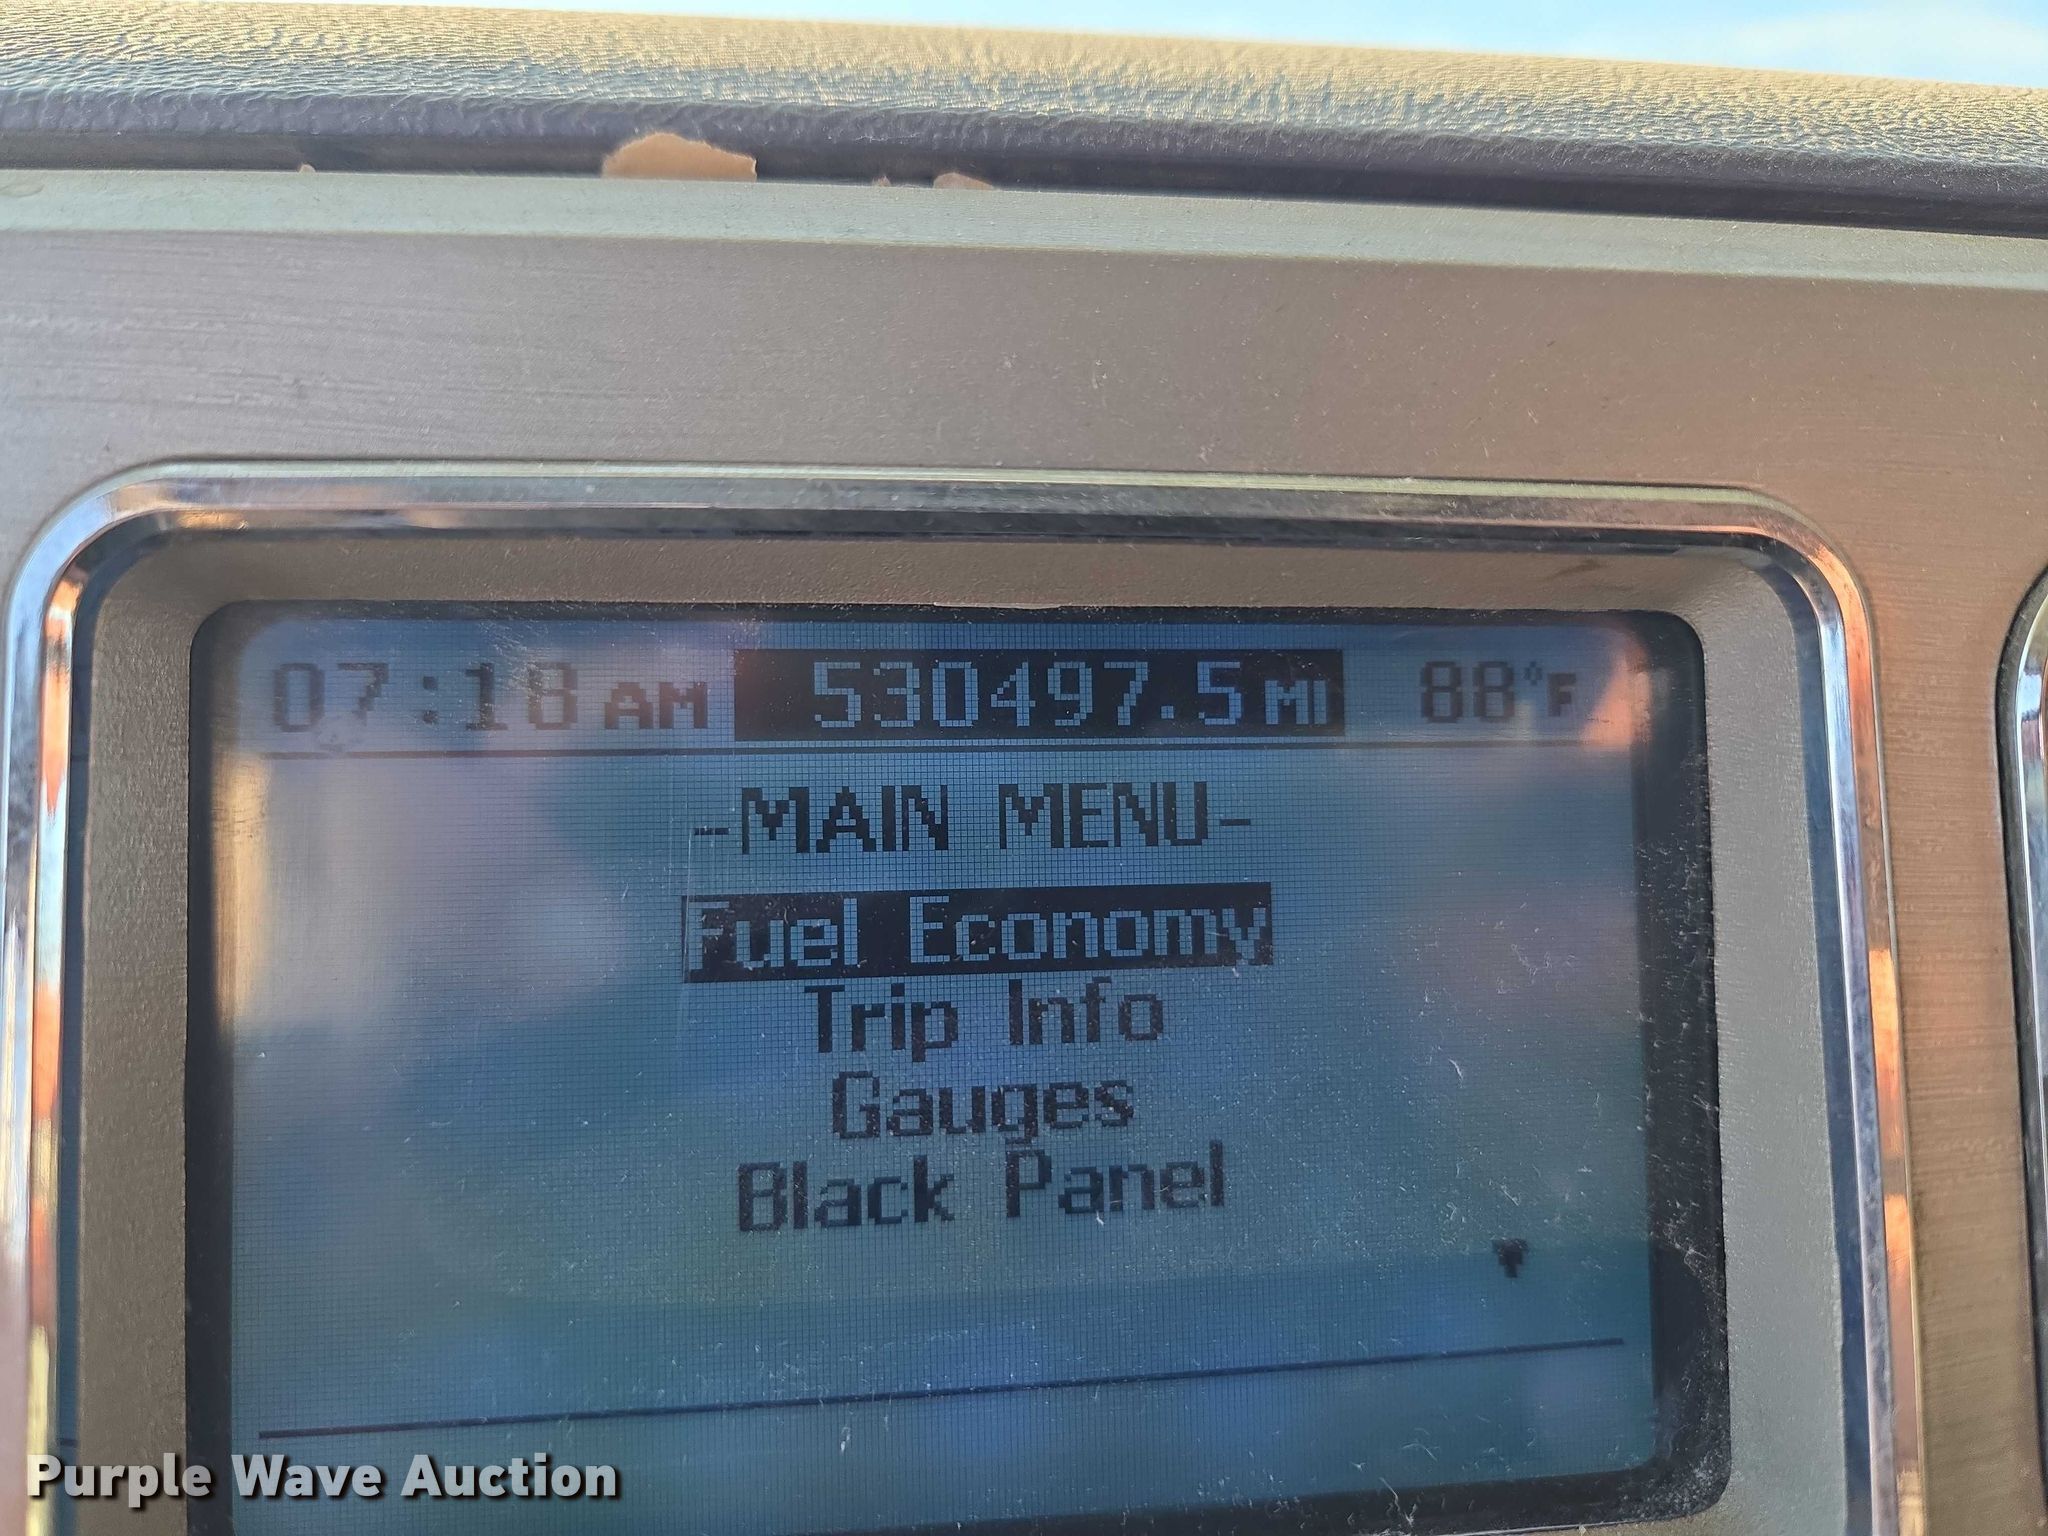 07:18 AM 530497.5 MI 88°F
-MAIN MENU-
Fuel Economy
Trip Info
Gauges
Black Panel
Purple Wave Auction